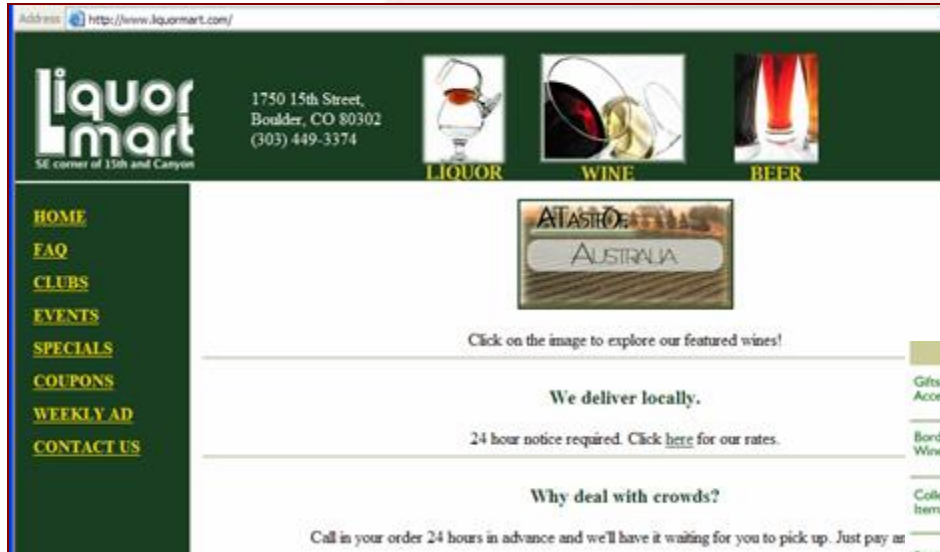 Address http://www.liquormart.com/
Liquor
mart
SE corner of 15th and Canyon
1750 15th Street,
Boulder, CO 80302
(303) 449-3374
LIQUOR WINE BEER
HOME
FAQ
CLUBS
EVENTS
SPECIALS
COUPONS
WEEKLY AD
CONTACT US
A TASTE OF
AUSTRALIA
Click on the image to explore our featured wines!
We deliver locally.
24 hour notice required. Click here for our rates.
Why deal with crowds?
Call in your order 24 hours in advance and we'll have it waiting for you to pick up. Just pay
Gifts